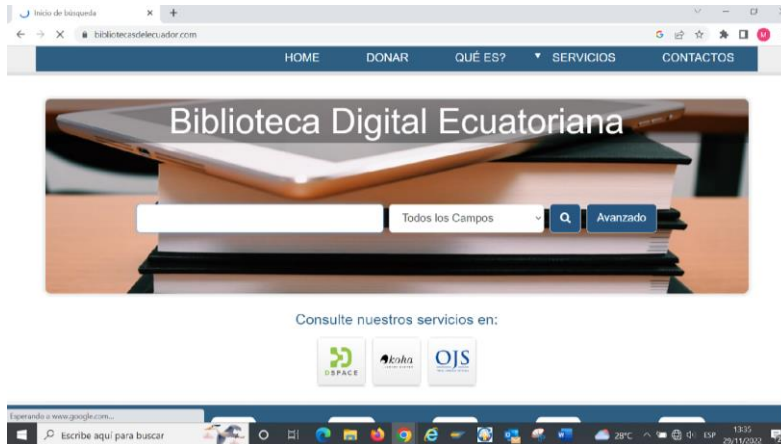 Inicio de búsqueda
bibliotecasdelecuador.com
HOME DONAR QUÉ ES? SERVICIOS CONTACTOS
Biblioteca Digital Ecuatoriana
Todos los Campos Avanzado
Consulte nuestros servicios en:
DSPACE koha OJS
Esperando a www.google.com...
Escribe aquí para buscar 28°C ESP 13:35
29/11/2022